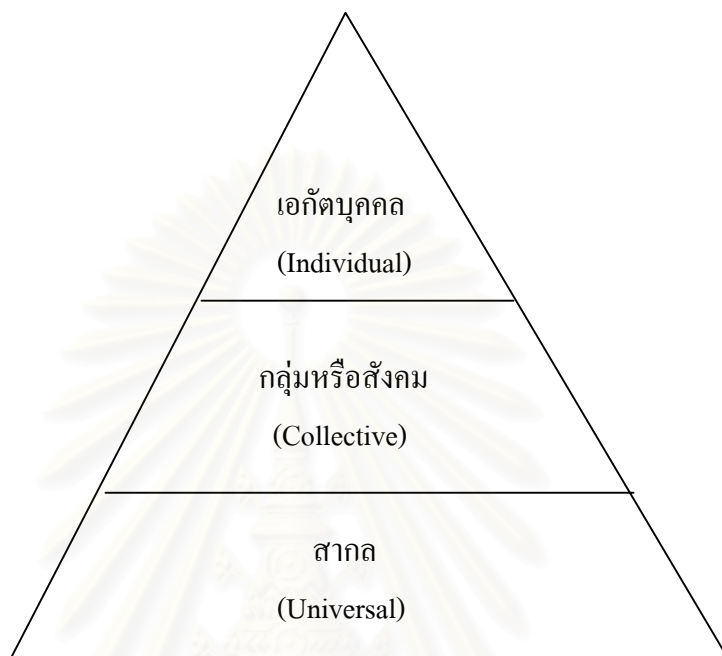 เอกัตบุคคล
(Individual)
กลุ่มหรือสังคม
(Collective)
สากล
(Universal)